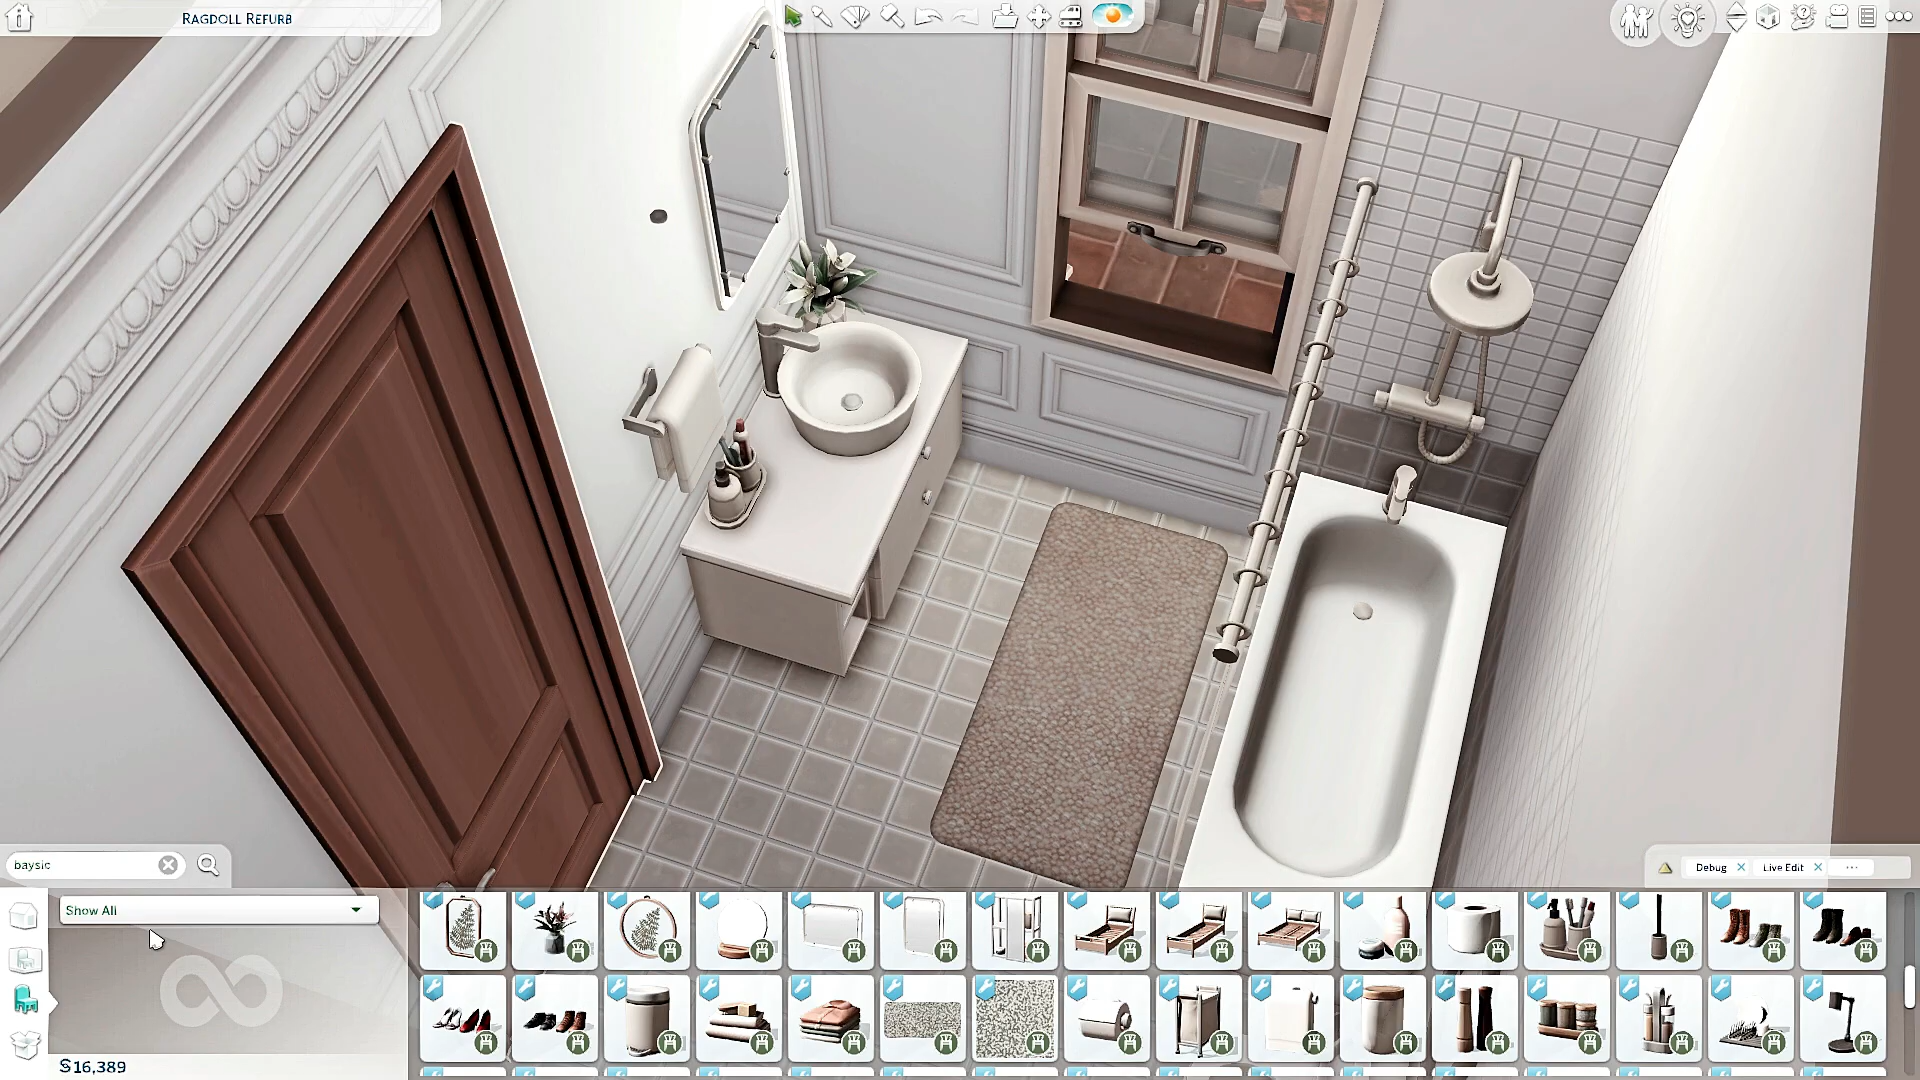 Ragdoll Refurb
baysic
Debug
Live Edit
Show All
§16,389